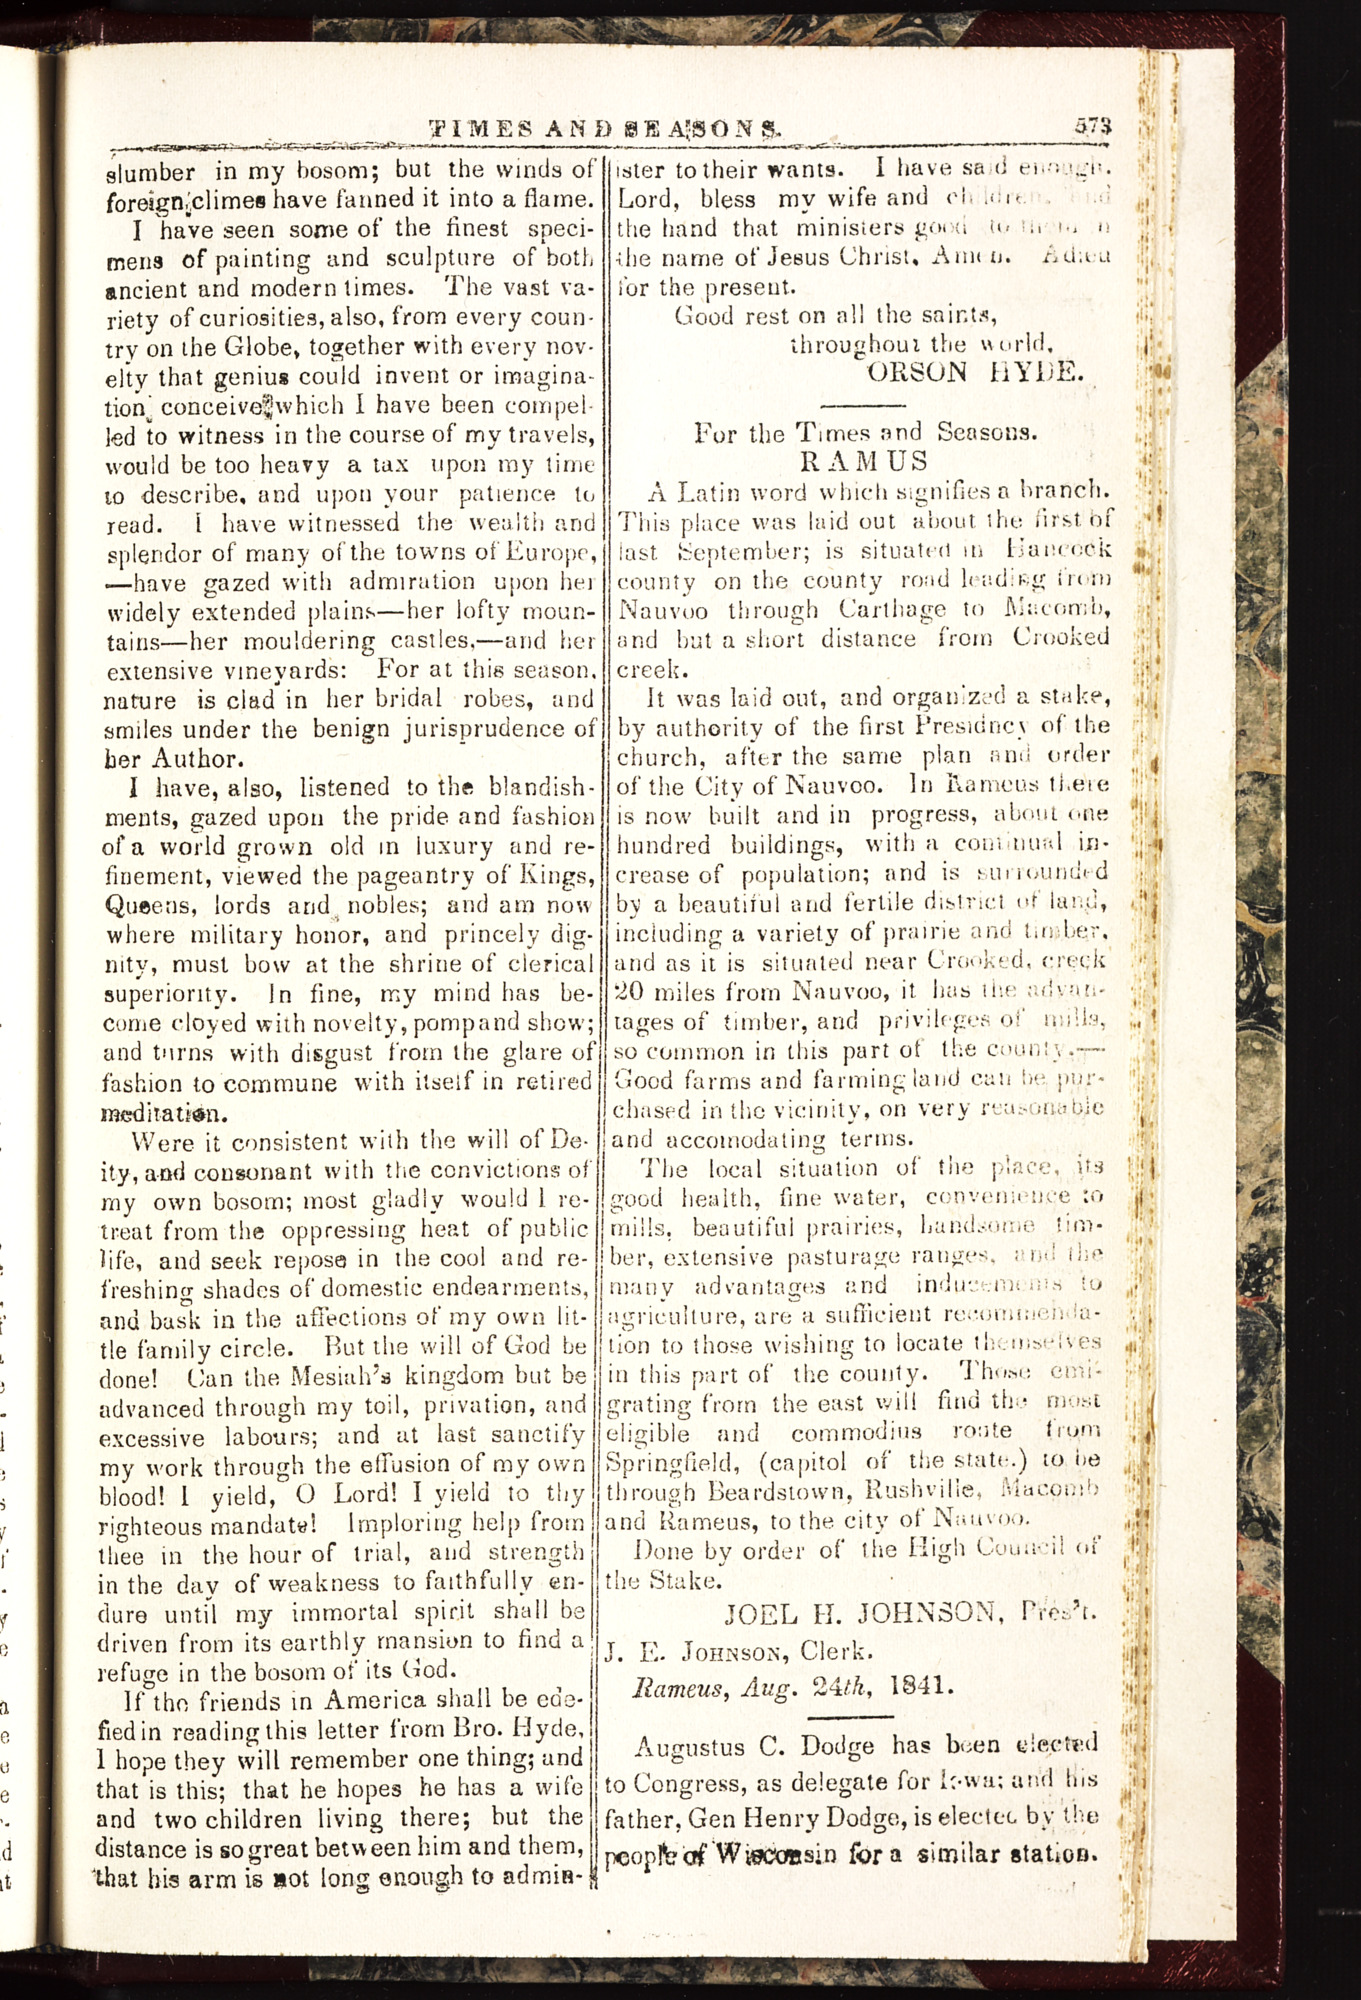 TIMES AND SEASONS. 573
slumber in my bosom; but the winds of
foreign climes have fanned it into a flame.
I have seen some of the finest speci-
mens of painting and sculpture of both
ancient and modern times. The vast va-
riety of curiosities, also, from every coun-
try on the Globe, together with every nov-
elty that genius could invent or imagina-
tion conceive which I have been compel-
led to witness in the course of my travels,
would be too heavy a tax upon my time
to describe, and upon your patience to
read. I have witnessed the wealth and
splendor of many of the towns of Europe,
—have gazed with admiration upon her
widely extended plains—her lofty moun-
tains—her mouldering castles,—and her
extensive vineyards: For at this season,
nature is clad in her bridal robes, and
smiles under the benign jurisprudence of
her Author.
I have, also, listened to the blandish-
ments, gazed upon the pride and fashion
of a world grown old in luxury and re-
finement, viewed the pageantry of Kings,
Queens, lords and nobles; and am now
where military honor, and princely dig-
nity, must bow at the shrine of clerical
superiority. In fine, my mind has be-
come cloyed with novelty, pomp and show;
and turns with disgust from the glare of
fashion to commune with itself in retired
meditation.
Were it consistent with the will of De-
ity, and consonant with the convictions of
my own bosom; most gladly would I re-
treat from the oppressing heat of public
life, and seek repose in the cool and re-
freshing shades of domestic endearments,
and bask in the affections of my own lit-
tle family circle. But the will of God be
done! Can the Mesiah's kingdom but be
advanced through my toil, privation, and
excessive labours; and at last sanctify
my work through the effusion of my own
blood! I yield, O Lord! I yield to thy
righteous mandate! Imploring help from
thee in the hour of trial, and strength
in the day of weakness to faithfully en-
dure until my immortal spirit shall be
driven from its earthly mansion to find a
refuge in the bosom of its God.
If the friends in America shall be ede-
fied in reading this letter from Bro. Hyde,
I hope they will remember one thing; and
that is this; that he hopes he has a wife
and two children living there; but the
distance is so great between him and them,
that his arm is not long enough to admin-
ister to their wants. I have said enough.
Lord, bless my wife and children, and
the hand that ministers good to them in
the name of Jesus Christ, Amen. Adieu
for the present.
Good rest on all the saints,
throughout the world,
ORSON HYDE.
For the Times and Seasons.
RAMUS
A Latin word which signifies a branch.
This place was laid out about the first of
last September; is situated in Hancock
county on the county road leading from
Nauvoo through Carthage to Macomb,
and but a short distance from Crooked
creek.
It was laid out, and organized a stake,
by authority of the first Presidncy of the
church, after the same plan and order
of the City of Nauvoo. In Rameus there
is now built and in progress, about one
hundred buildings, with a continual in-
crease of population; and is surrounded
by a beautiful and fertile district of land,
including a variety of prairie and timber,
and as it is situated near Crooked, creek
20 miles from Nauvoo, it has the advan-
tages of timber, and privileges of mills,
so common in this part of the county.—
Good farms and farming land can be pur-
chased in the vicinity, on very reasonable
and accomodating terms.
The local situation of the place, its
good health, fine water, convenience to
mills, beautiful prairies, handsome tim-
ber, extensive pasturage ranges, and the
many advantages and inducements to
agriculture, are a sufficient recommenda-
tion to those wishing to locate themselves
in this part of the county. Those emi-
grating from the east will find the most
eligible and commodius route from
Springfield, (capitol of the state.) to be
through Beardstown, Rushville, Macomb
and Rameus, to the city of Nauvoo.
Done by order of the High Council of
the Stake.
JOEL H. JOHNSON, Pres't.
J. E. JOHNSON, Clerk.
Rameus, Aug. 24th, 1841.
Augustus C. Dodge has been elected
to Congress, as delegate for Iowa; and his
father, Gen Henry Dodge, is elected by the
people of Wisconsin for a similar station.